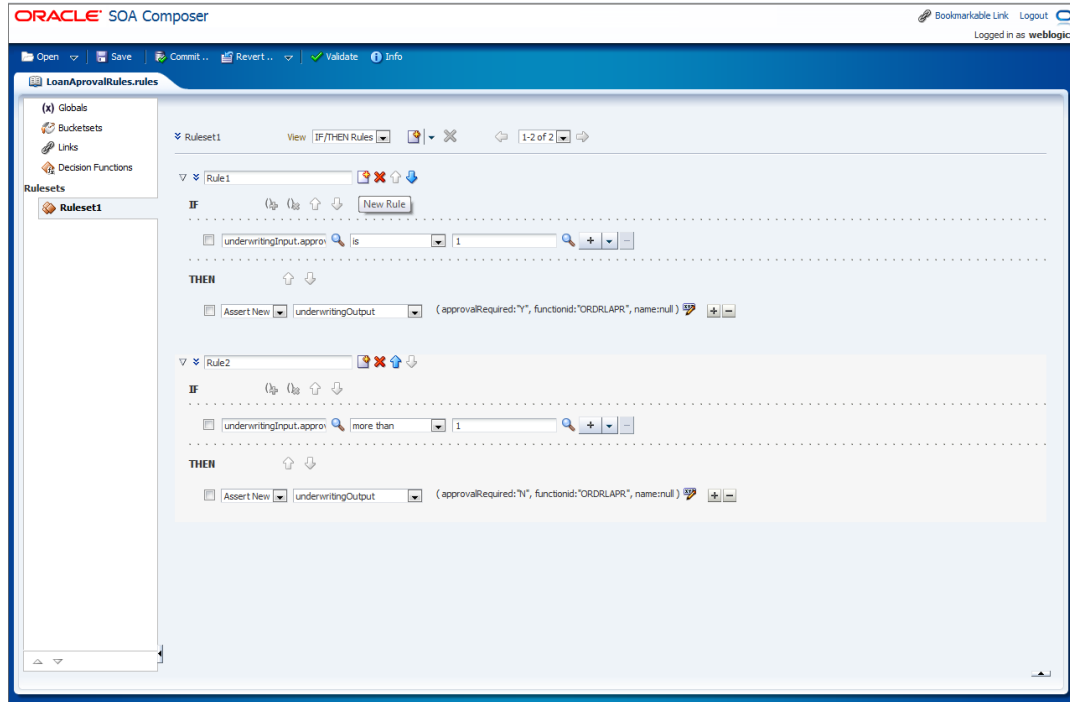 ORACLE SOA Composer
Bookmarkable Link Logout
Logged in as weblogic
Open Save Commit .. Revert .. Validate Info
LoanAprovalRules.rules
(x) Globals
Bucketsets
Links
Decision Functions
Rulesets
Ruleset1
Ruleset1 View IF/THEN Rules 1-2 of 2
Rule1
IF New Rule
underwritingInput.approv is 1
THEN
Assert New underwritingOutput ( approvalRequired:"Y", functionid:"ORDRLAPR", name:null )
Rule2
IF
underwritingInput.approv more than 1
THEN
Assert New underwritingOutput ( approvalRequired:"N", functionid:"ORDRLAPR", name:null )